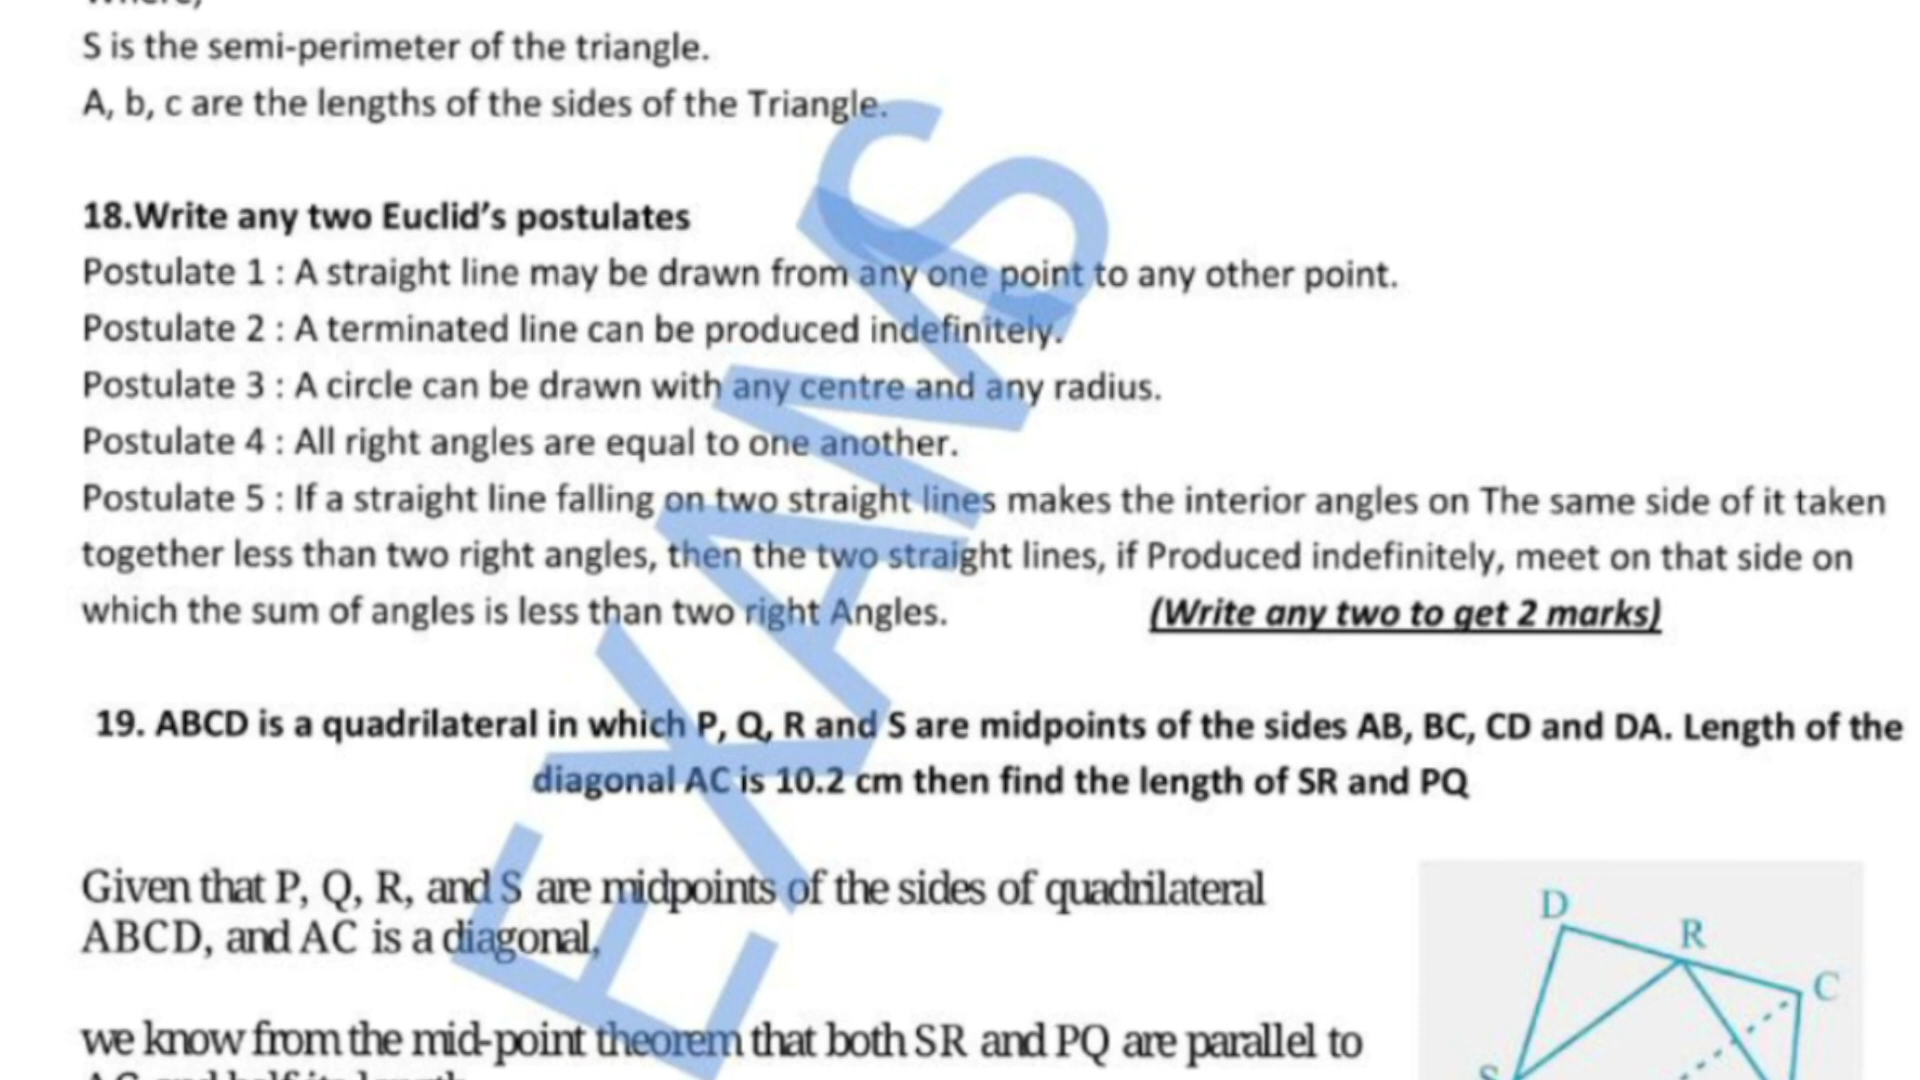 Where,
S is the semi-perimeter of the triangle.
A, b, c are the lengths of the sides of the Triangle.
18.Write any two Euclid's postulates
Postulate 1 : A straight line may be drawn from any one point to any other point.
Postulate 2 : A terminated line can be produced indefinitely.
Postulate 3 : A circle can be drawn with any centre and any radius.
Postulate 4 : All right angles are equal to one another.
Postulate 5 : If a straight line falling on two straight lines makes the interior angles on The same side of it taken
together less than two right angles, then the two straight lines, if Produced indefinitely, meet on that side on
which the sum of angles is less than two right Angles. (Write any two to get 2 marks)
19. ABCD is a quadrilateral in which P, Q, R and S are midpoints of the sides AB, BC, CD and DA. Length of the
diagonal AC is 10.2 cm then find the length of SR and PQ
Given that P, Q, R, and S are midpoints of the sides of quadrilateral
ABCD, and AC is a diagonal,
we know from the mid-point theorem that both SR and PQ are parallel to
AC and half its length
D
R
C
S
EXAMS